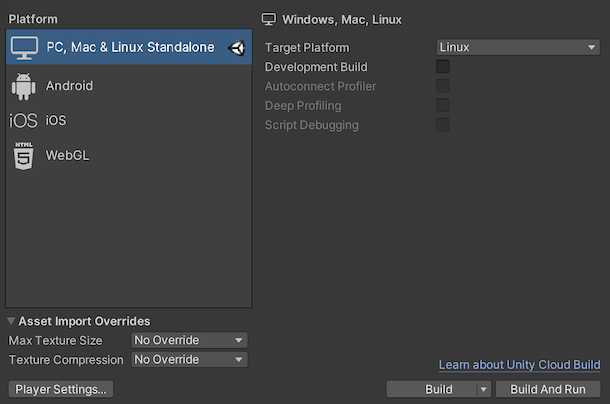 Platform
PC, Mac & Linux Standalone
Android
iOS iOS
HTML
5 WebGL
Windows, Mac, Linux
Target Platform Linux
Development Build
Autoconnect Profiler
Deep Profiling
Script Debugging
Asset Import Overrides
Max Texture Size No Override
Texture Compression No Override
Learn about Unity Cloud Build
Player Settings... Build Build And Run